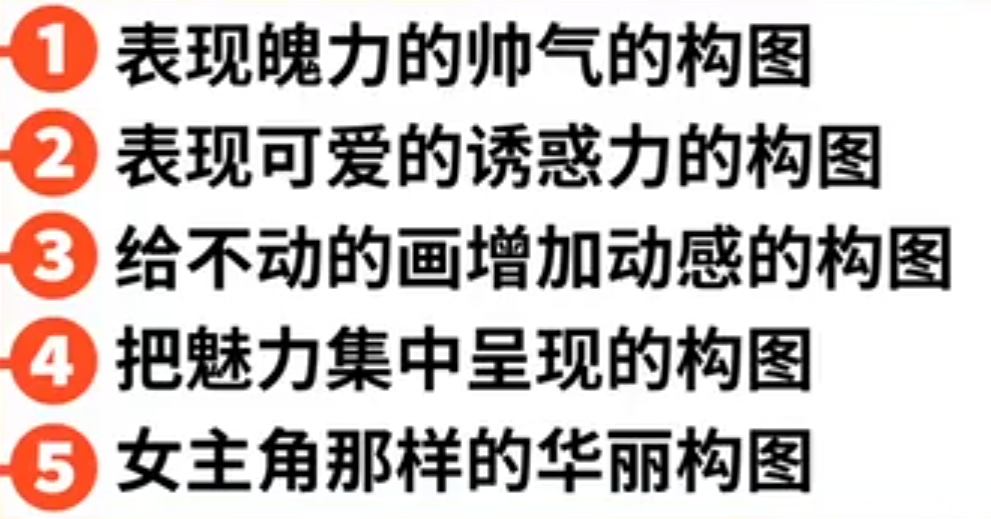 1 表现魄力的帅气的构图
2 表现可爱的诱惑力的构图
3 给不动的画增加动感的构图
4 把魅力集中呈现的构图
5 女主角那样的华丽构图